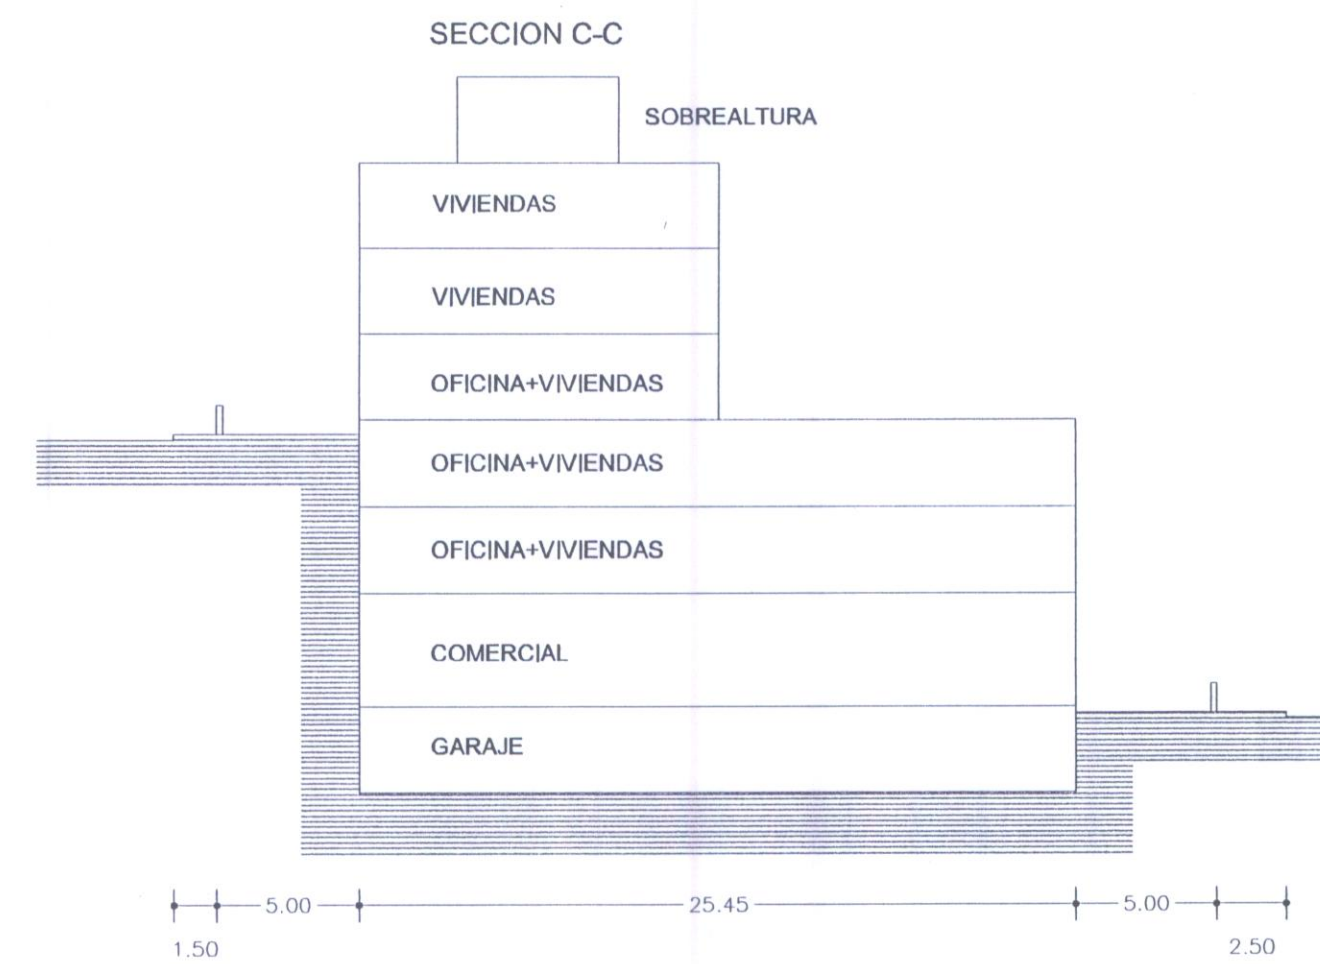 SECCION C-C
SOBREALTURA
VIVIENDAS
VIVIENDAS
OFICINA+VIVIENDAS
OFICINA+VIVIENDAS
OFICINA+VIVIENDAS
COMERCIAL
GARAJE
5.00 25.45 5.00
1.50 2.50